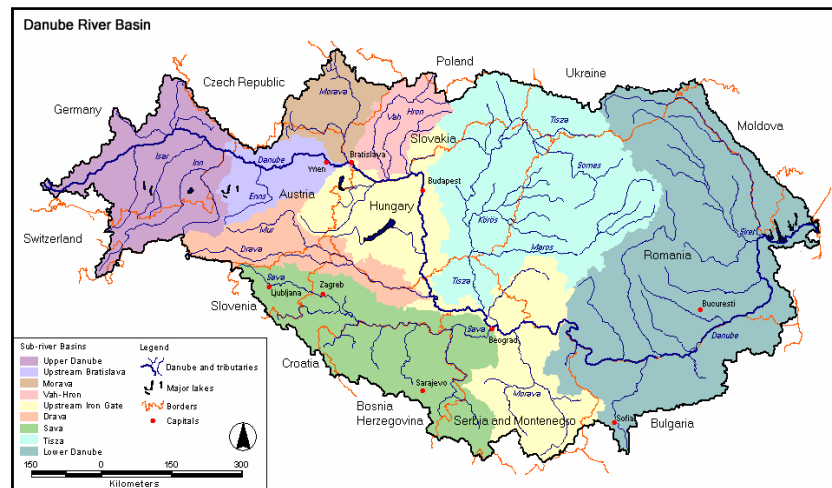 Danube River Basin
Poland
Ukraine
Czech Republic
Morava
Germany
Vah
Hron
Tisza
Moldova
Slovakia
Isar
Inn
Danube
Wien
Bratislava
Somes
Enns
Austria
Budapest
Hungary
Switzerland
Mur
Drava
Körös
Maros
Siret
Tisza
Romania
Sava
Ljubljana
Zagreb
Bucuresti
Slovenia
Sava
Beograd
Danube
Croatia
Sarajevo
Morava
Bosnia
Herzegovina
Serbia and Montenegro
Sofia
Bulgaria
Sub-river Basins
Upper Danube
Upstream Bratislava
Morava
Vah-Hron
Upstream Iron Gate
Drava
Sava
Tisza
Lower Danube
Legend
Danube and tributaries
Major lakes
Borders
Capitals
150 0 150 300
Kilometers